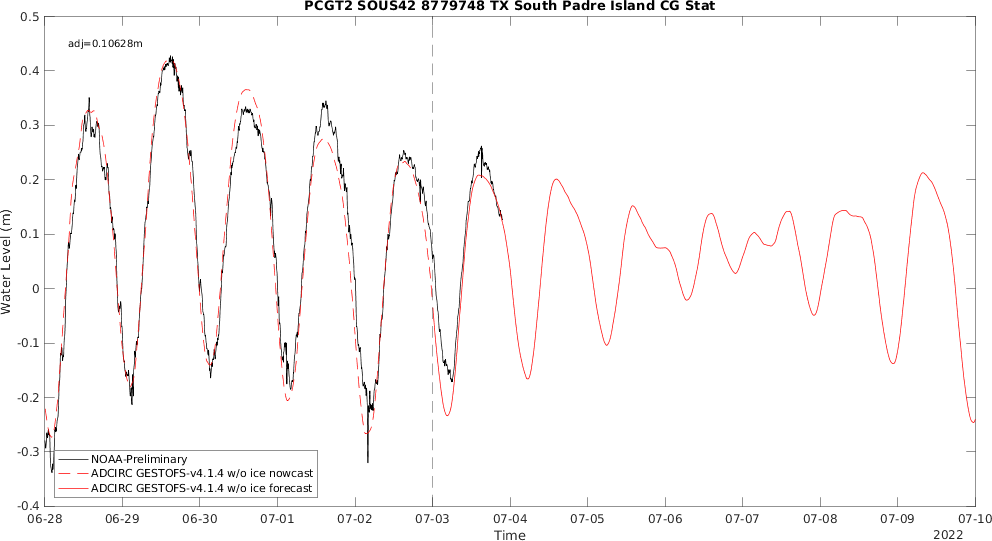 PCGT2 SOUS42 8779748 TX South Padre Island CG Stat
adj=0.10628m
Water Level (m)
0.5
0.4
0.3
0.2
0.1
0
-0.1
-0.2
-0.3
-0.4
NOAA-Preliminary
ADCIRC GESTOFS-v4.1.4 w/o ice nowcast
ADCIRC GESTOFS-v4.1.4 w/o ice forecast
06-28 06-29 06-30 07-01 07-02 07-03 07-04 07-05 07-06 07-07 07-08 07-09 07-10
Time
2022